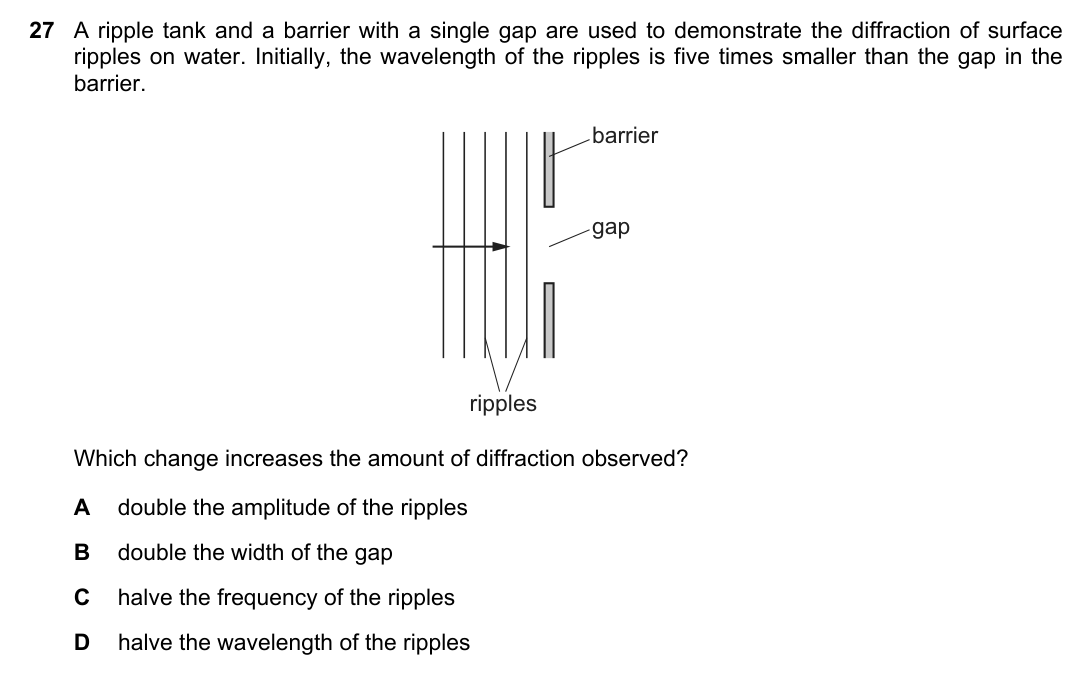 27 A ripple tank and a barrier with a single gap are used to demonstrate the diffraction of surface
ripples on water. Initially, the wavelength of the ripples is five times smaller than the gap in the
barrier.
barrier
gap
ripples
Which change increases the amount of diffraction observed?
A double the amplitude of the ripples
B double the width of the gap
C halve the frequency of the ripples
D halve the wavelength of the ripples